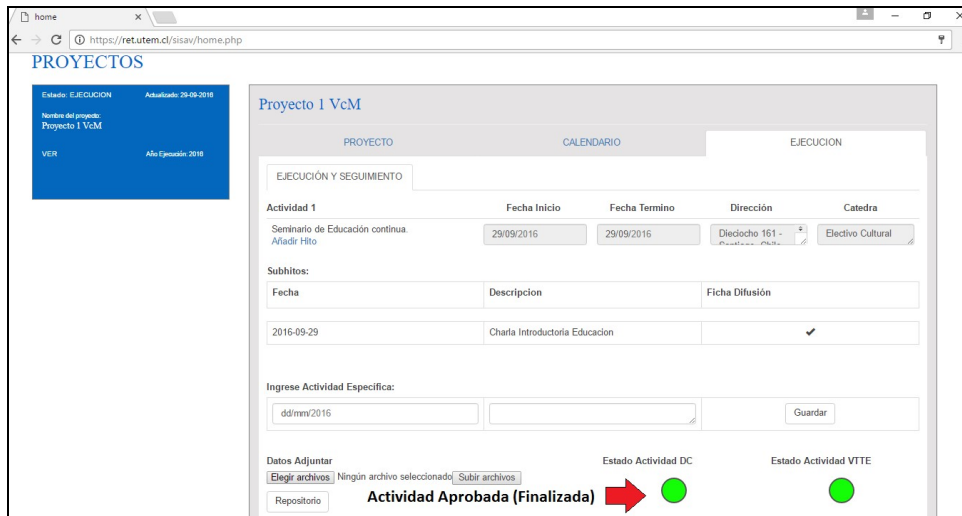 home
https://ret.utem.cl/sisav/home.php
PROYECTOS
Estado: EJECUCION Actualizado: 29-09-2016
Nombre del proyecto:
Proyecto 1 VcM
VER Año Ejecución: 2016
Proyecto 1 VcM
PROYECTO CALENDARIO EJECUCION
EJECUCIÓN Y SEGUIMIENTO
Actividad 1 Fecha Inicio Fecha Termino Dirección Catedra
Seminario de Educación continua. 29/09/2016 29/09/2016 Dieciocho 161 - Electivo Cultural
Añadir Hito
Subhitos:
Fecha Descripcion Ficha Difusión
2016-09-29 Charla Introductoria Educacion ✔
Ingrese Actividad Específica:
dd/mm/2016 Guardar
Datos Adjuntar Estado Actividad DC Estado Actividad VTTE
Elegir archivos Ningún archivo seleccionado Subir archivos
Repositorio Actividad Aprobada (Finalizada)